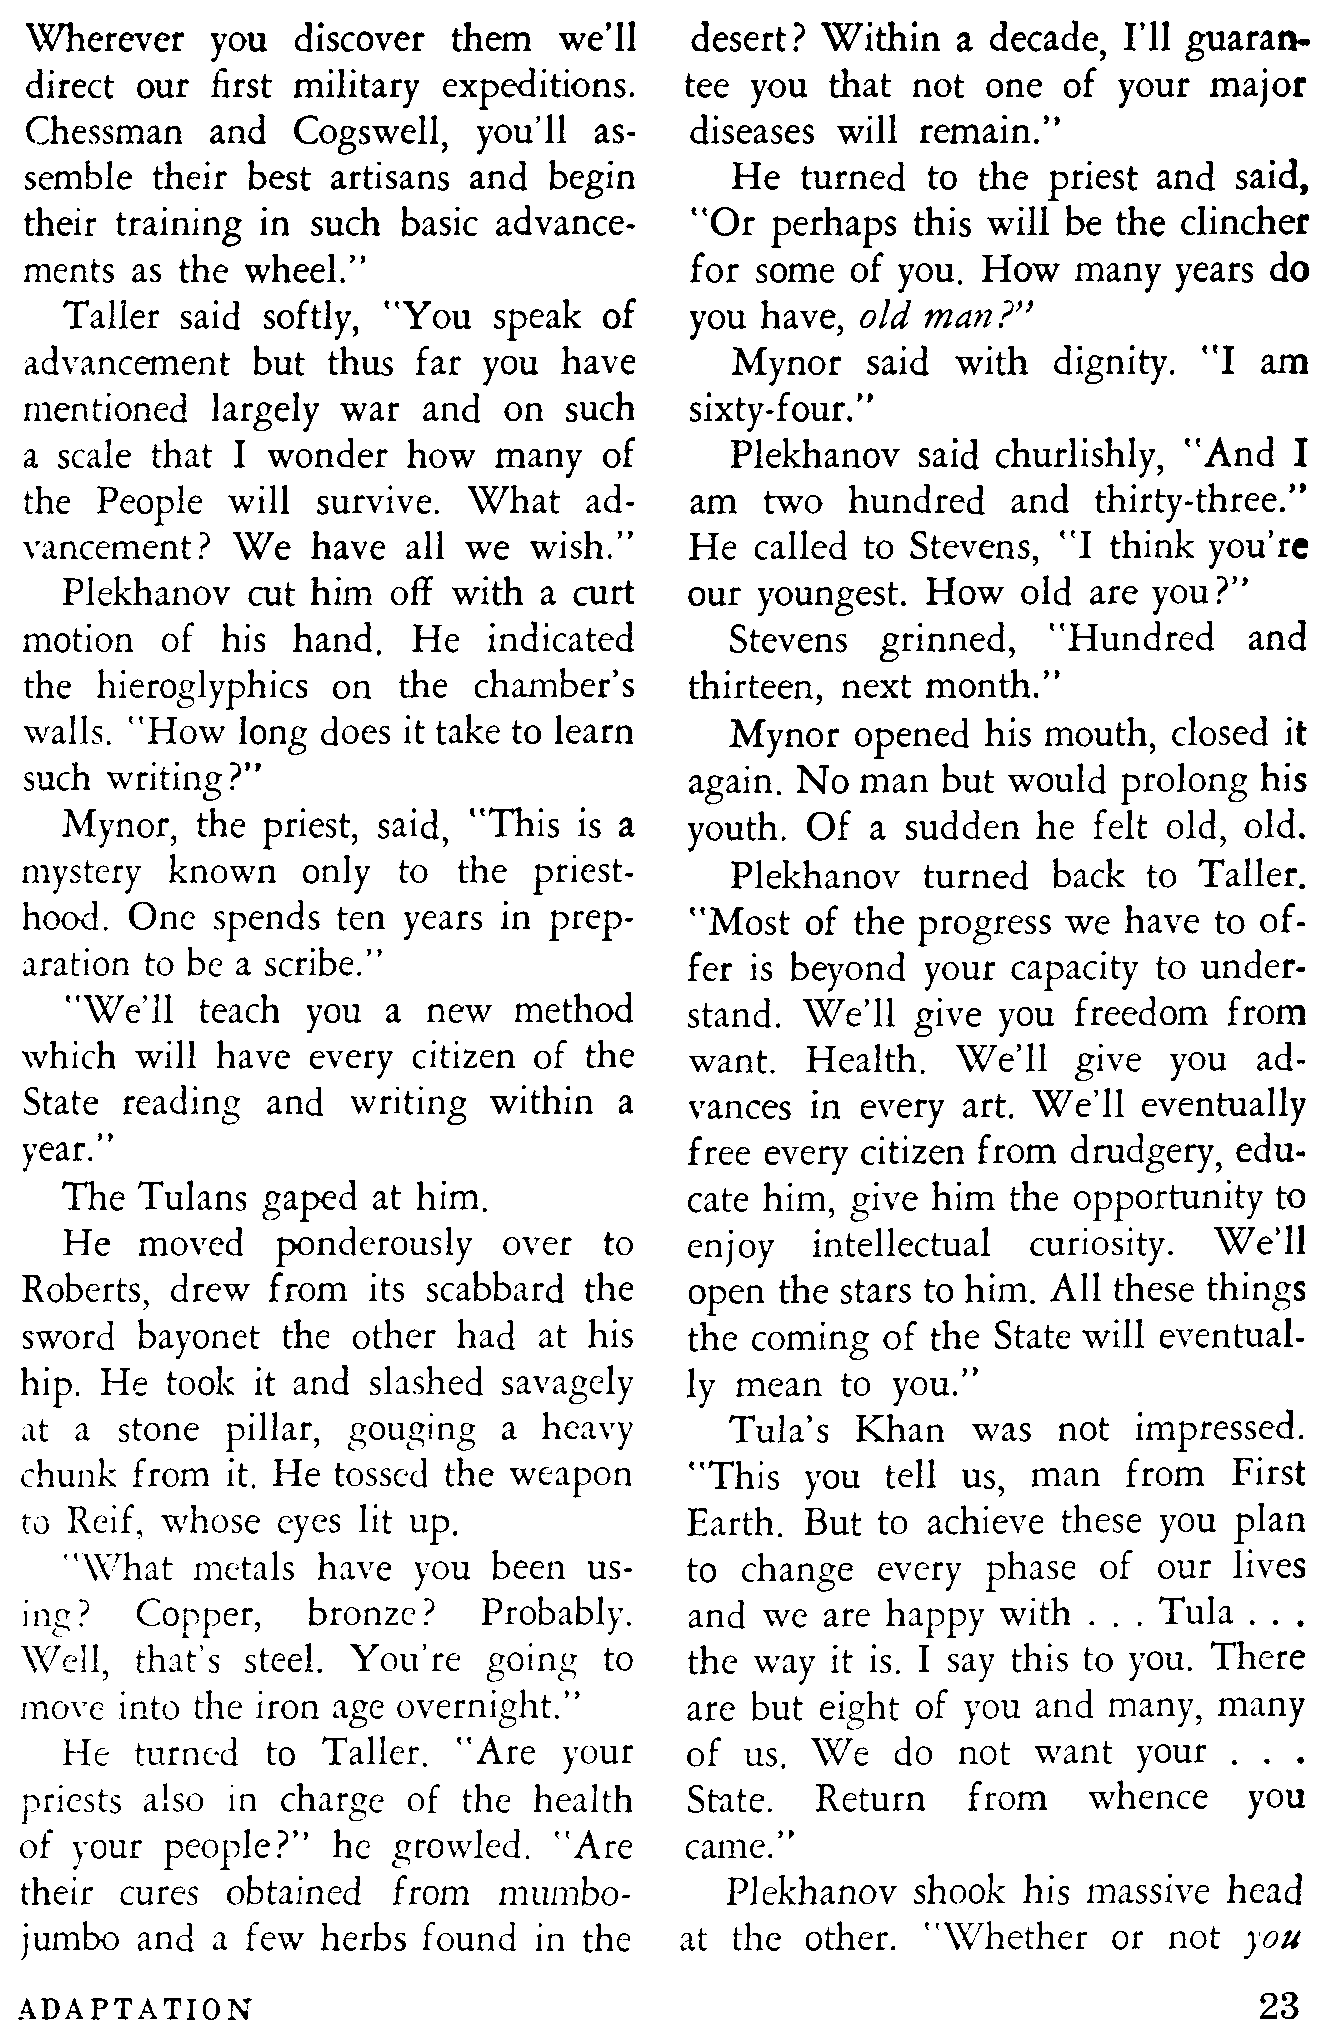 Wherever you discover them we'll
direct our first military expeditions.
Chessman and Cogswell, you'll as-
semble their best artisans and begin
their training in such basic advance-
ments as the wheel."
Taller said softly, "You speak of
advancement but thus far you have
mentioned largely war and on such
a scale that I wonder how many of
the People will survive. What ad-
vancement? We have all we wish."
Plekhanov cut him off with a curt
motion of his hand. He indicated
the hieroglyphics on the chamber's
walls. "How long does it take to learn
such writing?"
Mynor, the priest, said, "This is a
mystery known only to the priest-
hood. One spends ten years in prep-
aration to be a scribe."
"We'll teach you a new method
which will have every citizen of the
State reading and writing within a
year."
The Tulans gaped at him.
He moved ponderously over to
Roberts, drew from its scabbard the
sword bayonet the other had at his
hip. He took it and slashed savagely
at a stone pillar, gouging a heavy
chunk from it. He tossed the weapon
to Reif, whose eyes lit up.
"What metals have you been us-
ing? Copper, bronze? Probably.
Well, that's steel. You're going to
move into the iron age overnight."
He turned to Taller. "Are your
priests also in charge of the health
of your people?" he growled. "Are
their cures obtained from mumbo-
jumbo and a few herbs found in the
desert? Within a decade, I'll guaran-
tee you that not one of your major
diseases will remain."
He turned to the priest and said,
"Or perhaps this will be the clincher
for some of you. How many years do
you have, old man?"
Mynor said with dignity. "I am
sixty-four."
Plekhanov said churlishly, "And I
am two hundred and thirty-three."
He called to Stevens, "I think you're
our youngest. How old are you?"
Stevens grinned, "Hundred and
thirteen, next month."
Mynor opened his mouth, closed it
again. No man but would prolong his
youth. Of a sudden he felt old, old.
Plekhanov turned back to Taller.
"Most of the progress we have to of-
fer is beyond your capacity to under-
stand. We'll give you freedom from
want. Health. We'll give you ad-
vances in every art. We'll eventually
free every citizen from drudgery, edu-
cate him, give him the opportunity to
enjoy intellectual curiosity. We'll
open the stars to him. All these things
the coming of the State will eventual-
ly mean to you."
Tula's Khan was not impressed.
"This you tell us, man from First
Earth. But to achieve these you plan
to change every phase of our lives
and we are happy with . . . Tula . . .
the way it is. I say this to you. There
are but eight of you and many, many
of us. We do not want your . . .
State. Return from whence you
came."
Plekhanov shook his massive head
at the other. "Whether or not you
ADAPTATION
23